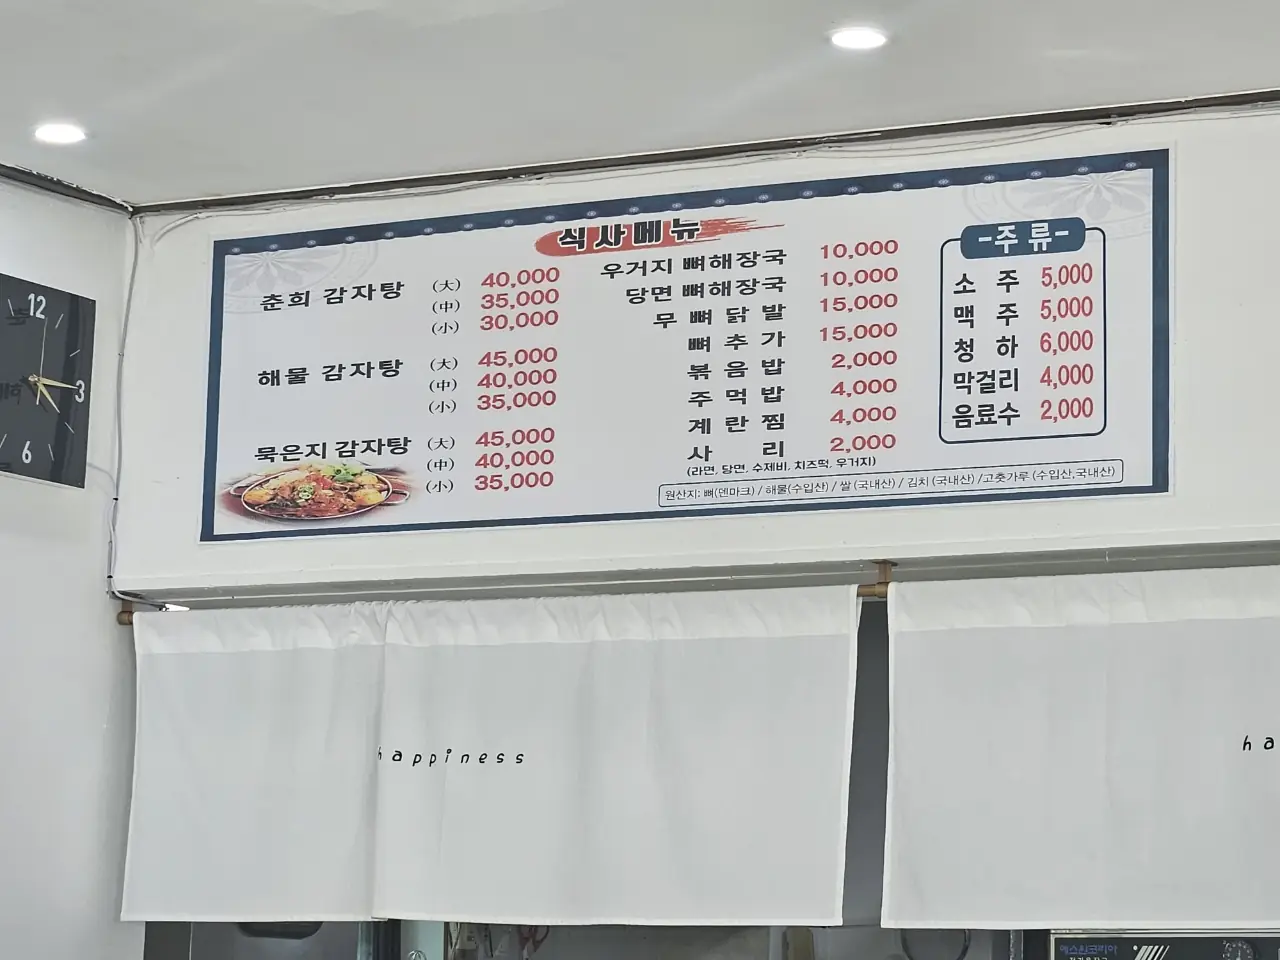 12
3
6
식사메뉴
춘희 감자탕 (大) 40,000
(中) 35,000
(小) 30,000
해물 감자탕 (大) 45,000
(中) 40,000
(小) 35,000
묵은지 감자탕 (大) 45,000
(中) 40,000
(小) 35,000
우거지 뼈해장국 10,000
당면 뼈해장국 10,000
무 뼈 닭 발 15,000
뼈 추 가 15,000
볶 음 밥 2,000
주 먹 밥 4,000
계 란 찜 4,000
사 리 2,000
(라면, 당면, 수제비, 치즈떡, 우거지)
-주 류-
소 주 5,000
맥 주 5,000
청 하 6,000
막걸리 4,000
음료수 2,000
원산지: 뼈(덴마크) / 해물(수입산) / 쌀 (국내산) / 김치 (국내산) /고춧가루 (수입산,국내산)
happiness
ha
에스원코리아